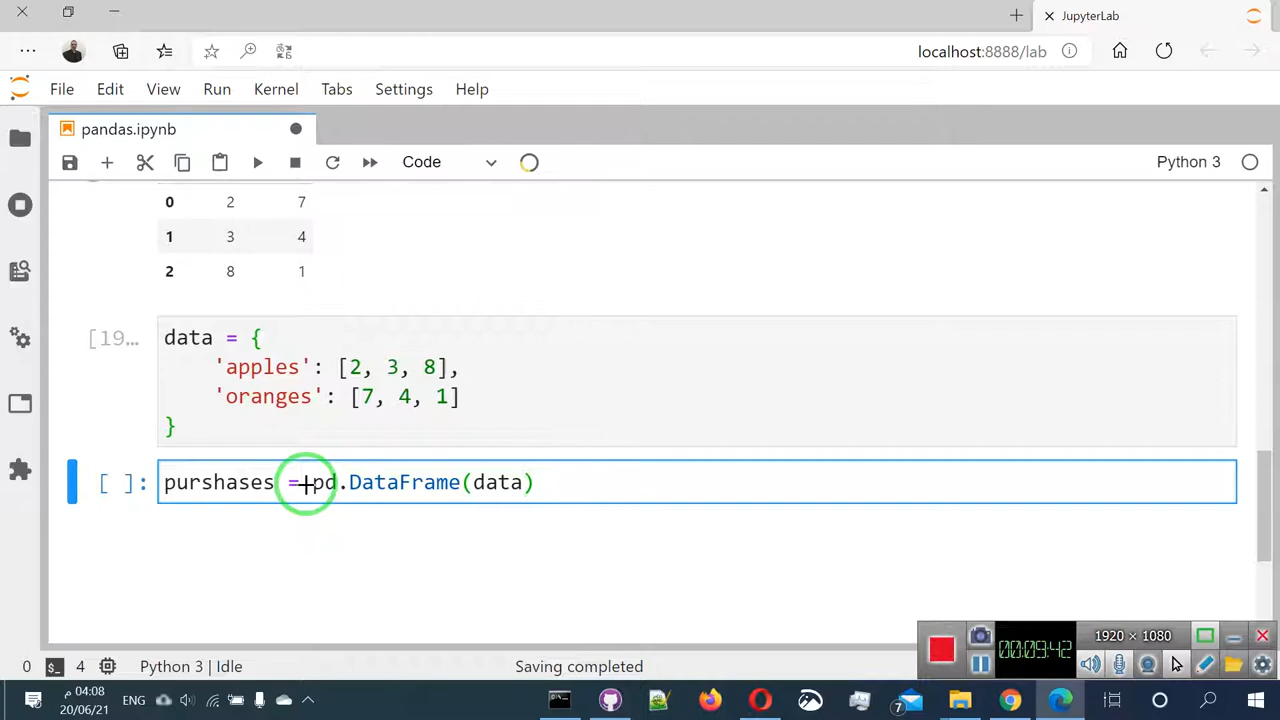 JupyterLab
localhost:8888/lab
File Edit View Run Kernel Tabs Settings Help
pandas.ipynb
Code
Python 3
0 2 7
1 3 4
2 8 1
[19…
data = {
'apples': [2, 3, 8],
'oranges': [7, 4, 1]
}
[ ]:
purshases = pd.DataFrame(data)
1920 × 1080
00:09:42
0
4
Python 3 | Idle
Saving completed
04:08 م
20/06/21
ENG
7